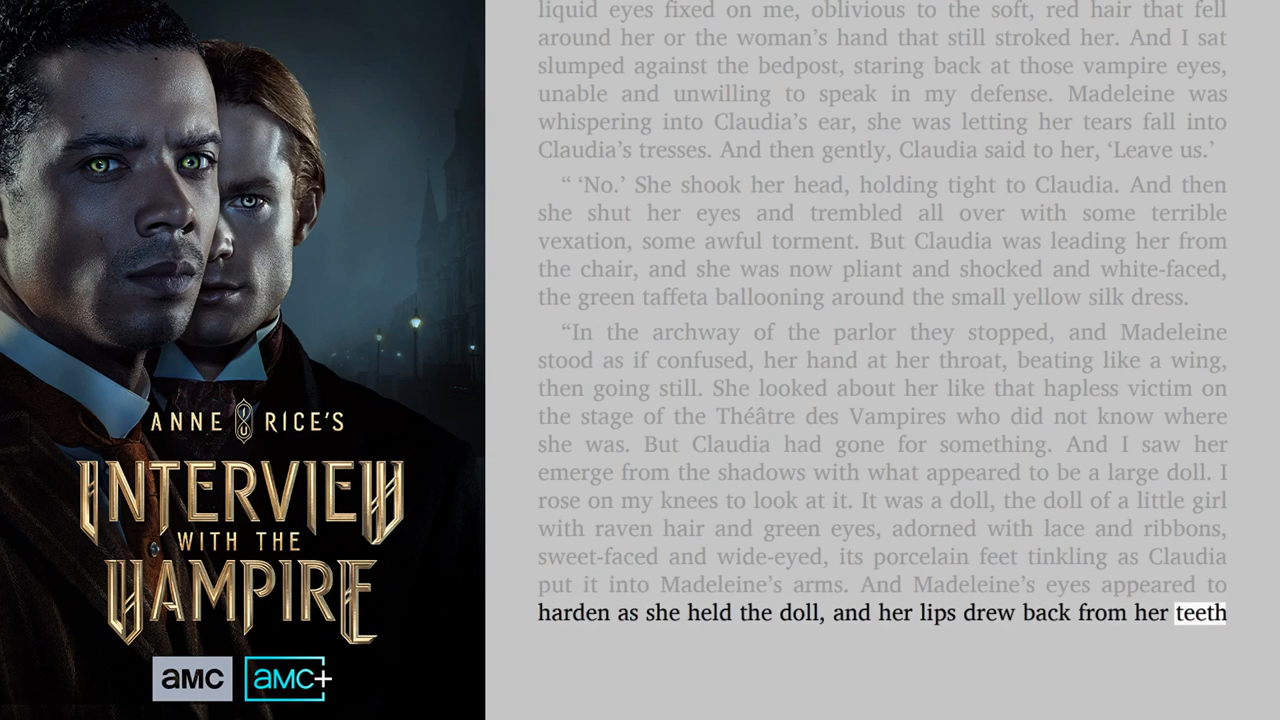 ANNE RICE'S
INTERVIEW
WITH THE
VAMPIRE
amc
amc+
liquid eyes fixed on me, oblivious to the soft, red hair that fell
around her or the woman’s hand that still stroked her. And I sat
slumped against the bedpost, staring back at those vampire eyes,
unable and unwilling to speak in my defense. Madeleine was
whispering into Claudia’s ear, she was letting her tears fall into
Claudia’s tresses. And then gently, Claudia said to her, ‘Leave us.’
“ ‘No.’ She shook her head, holding tight to Claudia. And then
she shut her eyes and trembled all over with some terrible
vexation, some awful torment. But Claudia was leading her from
the chair, and she was now pliant and shocked and white-faced,
the green taffeta ballooning around the small yellow silk dress.
“In the archway of the parlor they stopped, and Madeleine
stood as if confused, her hand at her throat, beating like a wing,
then going still. She looked about her like that hapless victim on
the stage of the Théâtre des Vampires who did not know where
she was. But Claudia had gone for something. And I saw her
emerge from the shadows with what appeared to be a large doll. I
rose on my knees to look at it. It was a doll, the doll of a little girl
with raven hair and green eyes, adorned with lace and ribbons,
sweet-faced and wide-eyed, its porcelain feet tinkling as Claudia
put it into Madeleine’s arms. And Madeleine’s eyes appeared to
harden as she held the doll, and her lips drew back from her teeth